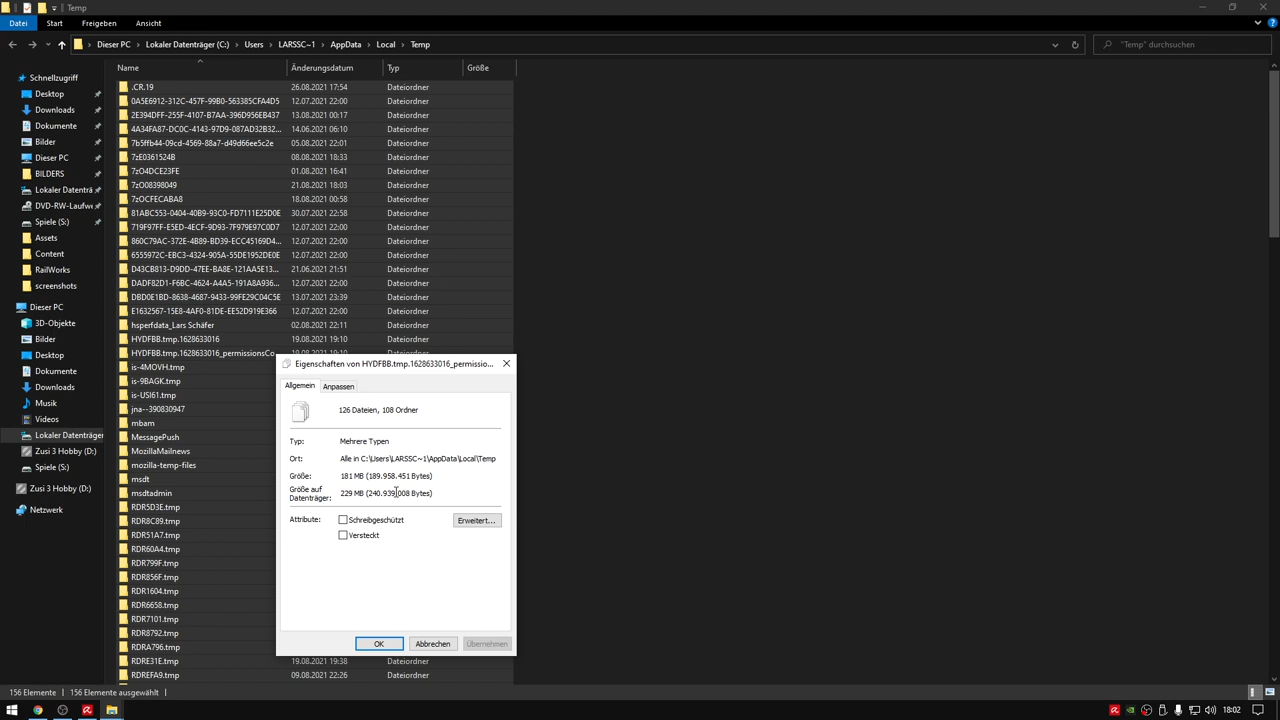 Temp
Datei Start Freigeben Ansicht
Dieser PC Lokaler Datenträger (C:) Users LARSSC~1 AppData Local Temp
"Temp" durchsuchen
Name Änderungsdatum Typ Größe
Schnellzugriff
Desktop
Downloads
Dokumente
Bilder
Dieser PC
BILDERS
Lokaler Datenträ
DVD-RW-Laufwe
Spiele (S:)
Assets
Content
RailWorks
screenshots
Dieser PC
3D-Objekte
Bilder
Desktop
Dokumente
Downloads
Musik
Videos
Lokaler Datenträger
Zusi 3 Hobby (D:)
Spiele (S:)
Zusi 3 Hobby (D:)
Netzwerk
.CR.19 26.08.2021 17:54 Dateiordner
0A5E6912-312C-457F-99B0-563385CFA4D5 12.07.2021 22:00 Dateiordner
2E394DFF-255F-4107-B7AA-396D956EB437 13.08.2021 00:17 Dateiordner
4A34FA87-DC0C-4143-97D9-087AD32B32... 14.06.2021 06:10 Dateiordner
7b5ffb44-09cd-4569-88a7-d49d66ee5c2e 05.08.2021 22:01 Dateiordner
7zE0361524B 08.08.2021 18:33 Dateiordner
7zO4DCE23FE 01.08.2021 16:41 Dateiordner
7zO08398049 21.08.2021 18:03 Dateiordner
7zOCFECABA8 18.08.2021 00:58 Dateiordner
81ABC553-0404-40B9-93C0-FD7111E25D0E 30.07.2021 22:58 Dateiordner
719F97FF-E5ED-4ECF-9D93-7F979E97C0D7 12.07.2021 22:00 Dateiordner
860C79AC-372E-4B89-BD39-ECC45169D4... 12.07.2021 22:00 Dateiordner
6555972C-EBC3-4324-905A-55DE1952DE0E 12.07.2021 22:00 Dateiordner
D43CB813-D9DD-47EE-BA8E-121AA5E13... 21.06.2021 21:51 Dateiordner
DADF82D1-F6BC-4624-A4A5-191A8A936... 12.07.2021 22:00 Dateiordner
DBD0E1BD-8638-4687-9433-99FE29C04C5E 13.07.2021 23:39 Dateiordner
E1632567-15E8-4AF0-81DE-EE52D919E366 12.07.2021 22:00 Dateiordner
hsperfdata_Lars Schäfer 02.08.2021 22:11 Dateiordner
HYDFBB.tmp.1628633016 19.08.2021 19:10 Dateiordner
HYDFBB.tmp.1628633016_permissionsCo 19.08.2021 19:10 Dateiordner
is-4MOVH.tmp
is-9BAGK.tmp
is-USI61.tmp
jna--390830947
mbam
MessagePush
MozillaMailnews
mozilla-temp-files
msdt
msdtadmin
RDR5D3E.tmp
RDR8C89.tmp
RDR51A7.tmp
RDR60A4.tmp
RDR799F.tmp
RDR856F.tmp
RDR1604.tmp
RDR6658.tmp
RDR7101.tmp
RDR8792.tmp
RDRA796.tmp
RDRE31E.tmp 19.08.2021 19:38 Dateiordner
RDREFA9.tmp 09.08.2021 22:26 Dateiordner
Eigenschaften von HYDFBB.tmp.1628633016_permissio...
Allgemein Anpassen
126 Dateien, 108 Ordner
Typ: Mehrere Typen
Ort: Alle in C:\Users\LARSSC~1\AppData\Local\Temp
Größe: 181 MB (189.958.451 Bytes)
Größe auf
Datenträger: 229 MB (240.939.008 Bytes)
Attribute: Schreibgeschützt Erweitert...
Versteckt
OK Abbrechen Übernehmen
156 Elemente 156 Elemente ausgewählt
18:02